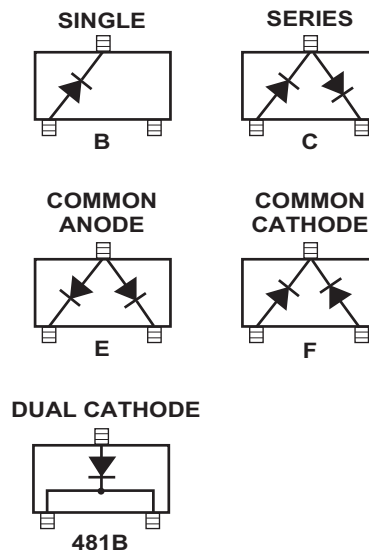 SINGLE
B
SERIES
C
COMMON
ANODE
E
COMMON
CATHODE
F
DUAL CATHODE
481B